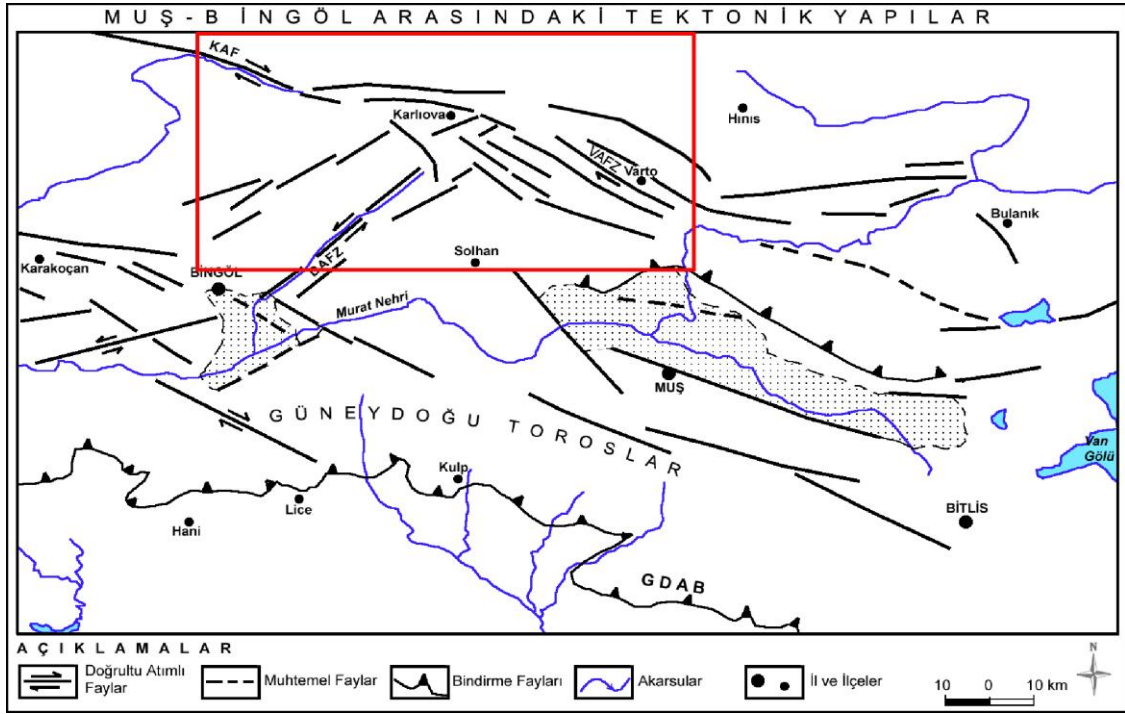 MUŞ-BİNGÖL ARASINDAKİ TEKTONİK YAPILAR
KAF
Karlıova
Hınıs
VAFZ
Varto
Bulanık
Karakoçan
BİNGÖL
DAFZ
Solhan
Murat Nehri
MUŞ
GÜNEYDOĞU TOROSLAR
Van
Gölü
Kulp
Lice
Hani
BİTLİS
GDAB
AÇIKLAMALAR
Doğrultu Atımlı
Faylar
Muhtemel Faylar
Bindirme Fayları
Akarsular
İl ve İlçeler
N
10 0 10 km